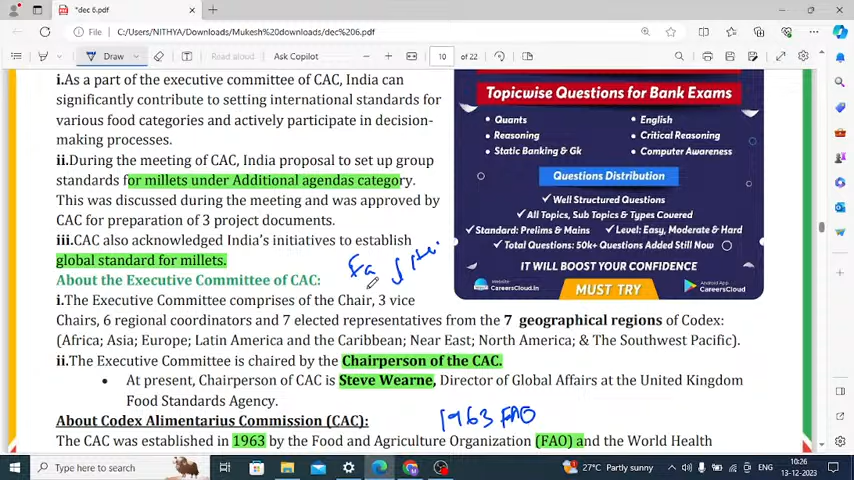 *dec 6.pdf
C:/Users/NITHYA/Downloads/Mukesh%20downloads/dec%206.pdf
Draw
Read aloud
Ask Copilot
10 of 22
i.As a part of the executive committee of CAC, India can
significantly contribute to setting international standards for
various food categories and actively participate in decision-
making processes.
ii.During the meeting of CAC, India proposal to set up group
standards for millets under Additional agendas category.
This was discussed during the meeting and was approved by
CAC for preparation of 3 project documents.
iii.CAC also acknowledged India's initiatives to establish
global standard for millets.
Topicwise Questions for Bank Exams
Quants
Reasoning
Static Banking & Gk
English
Critical Reasoning
Computer Awareness
Questions Distribution
Well Structured Questions
All Topics, Sub Topics & Types Covered
Standard: Prelims & Mains
Level: Easy, Moderate & Hard
Total Questions: 50k+ Questions Added Still Now
IT WILL BOOST YOUR CONFIDENCE
Website
CareersCloud.In
MUST TRY
Android App
CareersCloud
About the Executive Committee of CAC:
i.The Executive Committee comprises of the Chair, 3 vice
Chairs, 6 regional coordinators and 7 elected representatives from the 7 geographical regions of Codex:
(Africa; Asia; Europe; Latin America and the Caribbean; Near East; North America; & The Southwest Pacific).
ii.The Executive Committee is chaired by the Chairperson of the CAC.
• At present, Chairperson of CAC is Steve Wearne, Director of Global Affairs at the United Kingdom
Food Standards Agency.
1963 FAO
About Codex Alimentarius Commission (CAC):
The CAC was established in 1963 by the Food and Agriculture Organization (FAO) and the World Health
Type here to search
27°C Partly sunny
ENG
10:26
13-12-2023